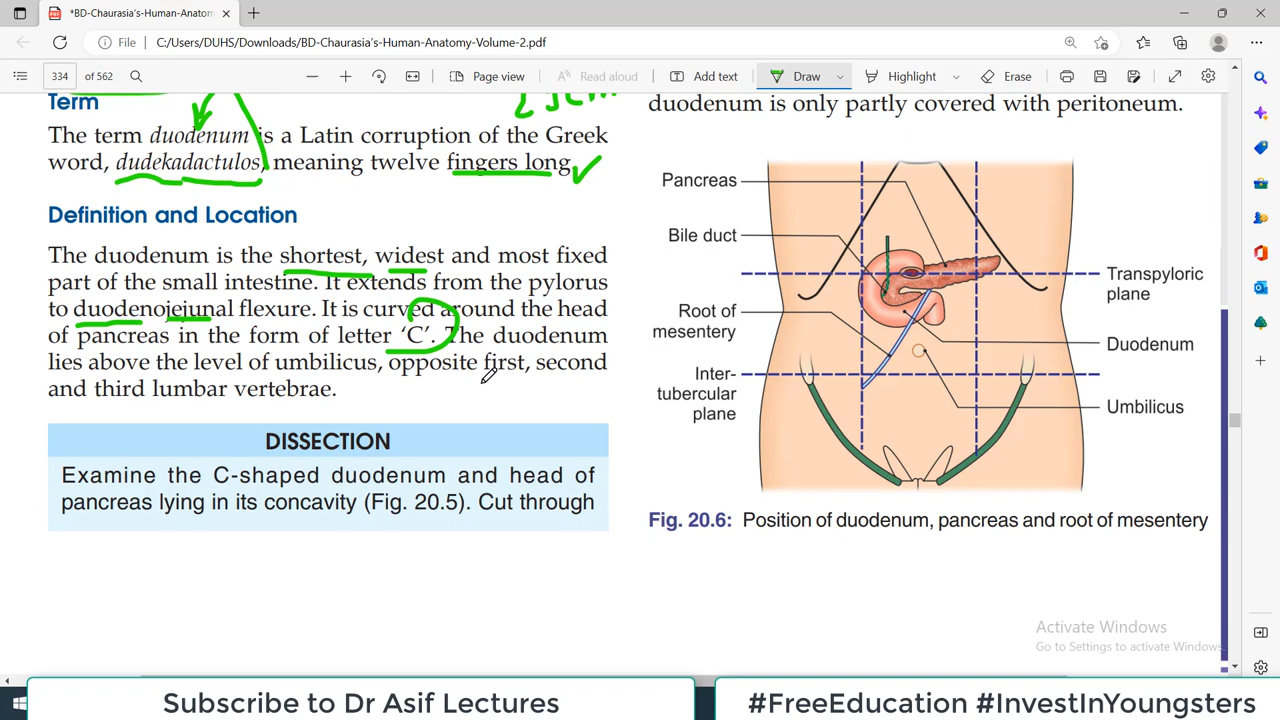 *BD-Chaurasia's-Human-Anatom
File C:/Users/DUHS/Downloads/BD-Chaurasia's-Human-Anatomy-Volume-2.pdf
334 of 562 Page view Read aloud Add text Draw Highlight Erase
25cm
Term
The term duodenum is a Latin corruption of the Greek
word, dudekadactulos, meaning twelve fingers long
Definition and Location
The duodenum is the shortest, widest and most fixed
part of the small intestine. It extends from the pylorus
to duodenojejunal flexure. It is curved around the head
of pancreas in the form of letter ‘C’. The duodenum
lies above the level of umbilicus, opposite first, second
and third lumbar vertebrae.
DISSECTION
Examine the C-shaped duodenum and head of
pancreas lying in its concavity (Fig. 20.5). Cut through
duodenum is only partly covered with peritoneum.
Pancreas
Bile duct
Root of
mesentery
Inter-
tubercular
plane
Transpyloric
plane
Duodenum
Umbilicus
Fig. 20.6: Position of duodenum, pancreas and root of mesentery
Activate Windows
Go to Settings to activate Windows.
Subscribe to Dr Asif Lectures
#FreeEducation #InvestInYoungsters